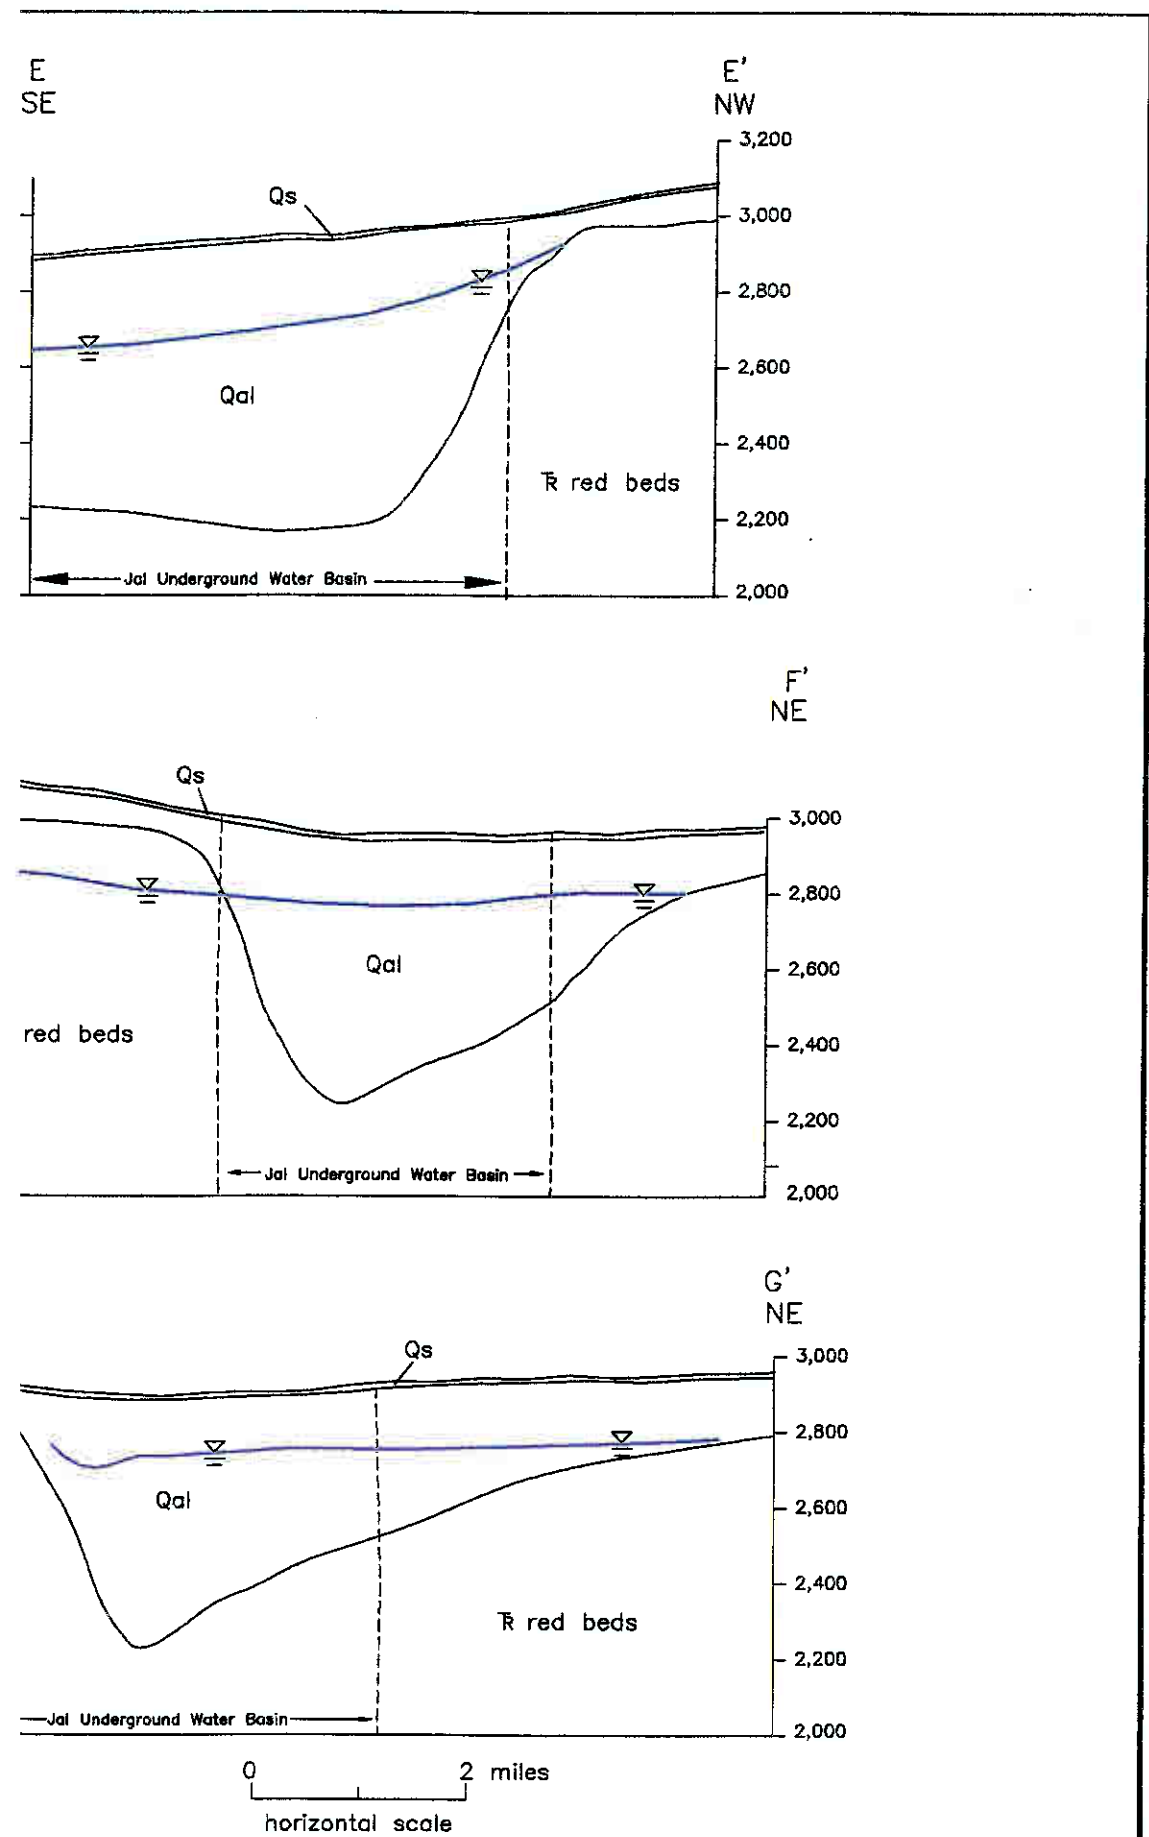 E
SE
E'
NW
3,200
Qs
3,000
2,800
2,600
Qal
2,400
TR red beds
2,200
Jal Underground Water Basin
2,000
F'
NE
Qs
3,000
2,800
Qal
2,600
red beds
2,400
2,200
Jal Underground Water Basin
2,000
G'
NE
Qs
3,000
2,800
Qal
2,600
2,400
TR red beds
2,200
Jal Underground Water Basin
2,000
0 2 miles
horizontal scale